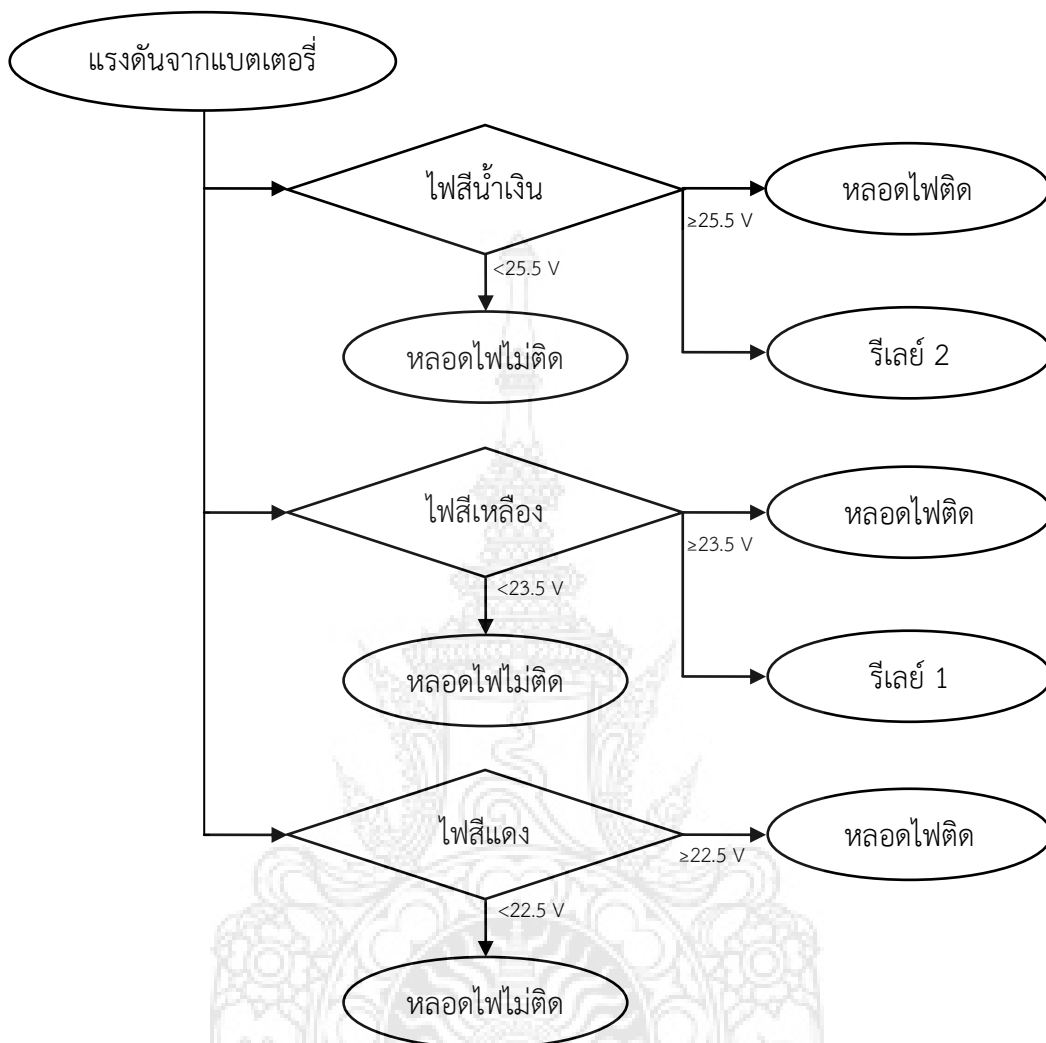 แรงดันจากแบตเตอรี่
ไฟสีน้ำเงิน
หลอดไฟติด
≥25.5 V
<25.5 V
หลอดไฟไม่ติด
รีเลย์ 2
ไฟสีเหลือง
หลอดไฟติด
≥23.5 V
<23.5 V
หลอดไฟไม่ติด
รีเลย์ 1
ไฟสีแดง
หลอดไฟติด
≥22.5 V
<22.5 V
หลอดไฟไม่ติด